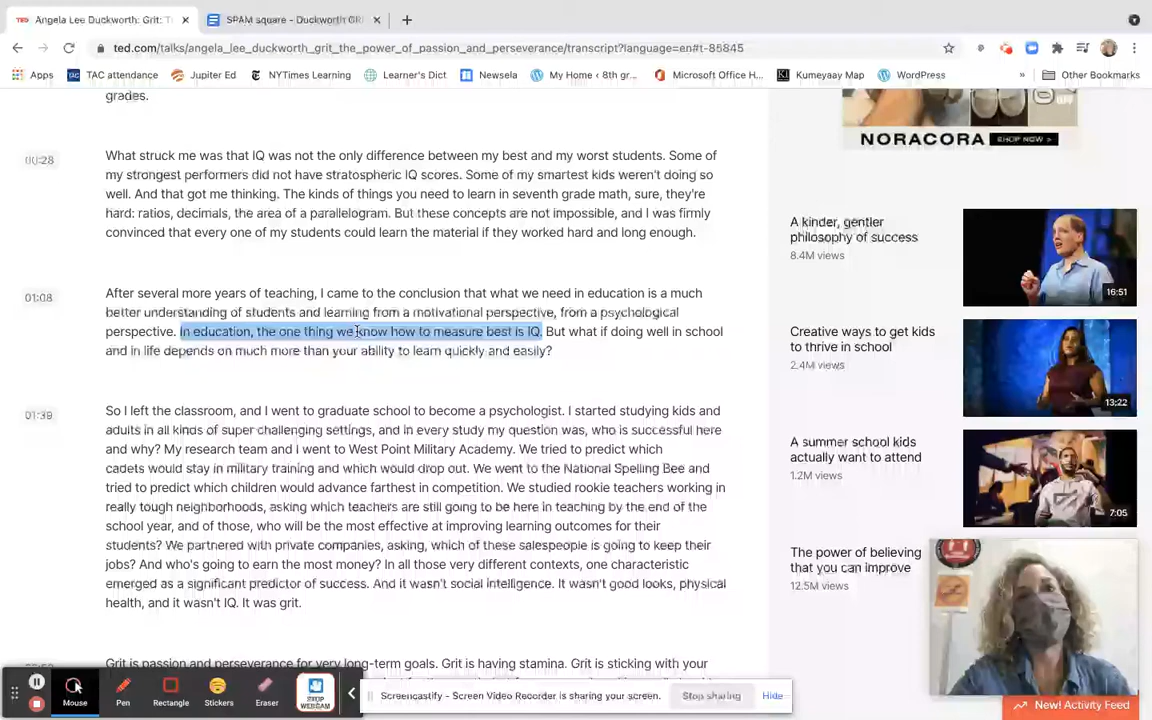 TED Angela Lee Duckworth: Grit: T
SPAM square - Duckworth GR
ted.com/talks/angela_lee_duckworth_grit_the_power_of_passion_and_perseverance/transcript?language=en#t-85845
Apps TAC TAC attendance Jupiter Ed NYTimes Learning Learner's Dict Newsela My Home ‹ 8th gr... Microsoft Office H... Kumeyaay Map WordPress » Other Bookmarks
grades.
NORACORA SHOP NOW >
00:28
What struck me was that IQ was not the only difference between my best and my worst students. Some of
my strongest performers did not have stratospheric IQ scores. Some of my smartest kids weren't doing so
well. And that got me thinking. The kinds of things you need to learn in seventh grade math, sure, they're
hard: ratios, decimals, the area of a parallelogram. But these concepts are not impossible, and I was firmly
convinced that every one of my students could learn the material if they worked hard and long enough.
01:08
After several more years of teaching, I came to the conclusion that what we need in education is a much
better understanding of students and learning from a motivational perspective, from a psychological
perspective. In education, the one thing we know how to measure best is IQ. But what if doing well in school
and in life depends on much more than your ability to learn quickly and easily?
01:39
So I left the classroom, and I went to graduate school to become a psychologist. I started studying kids and
adults in all kinds of super challenging settings, and in every study my question was, who is successful here
and why? My research team and I went to West Point Military Academy. We tried to predict which
cadets would stay in military training and which would drop out. We went to the National Spelling Bee and
tried to predict which children would advance farthest in competition. We studied rookie teachers working in
really tough neighborhoods, asking which teachers are still going to be here in teaching by the end of the
school year, and of those, who will be the most effective at improving learning outcomes for their
students? We partnered with private companies, asking, which of these salespeople is going to keep their
jobs? And who's going to earn the most money? In all those very different contexts, one characteristic
emerged as a significant predictor of success. And it wasn't social intelligence. It wasn't good looks, physical
health, and it wasn't IQ. It was grit.
Grit is passion and perseverance for very long-term goals. Grit is having stamina. Grit is sticking with your
A kinder, gentler
philosophy of success
8.4M views
16:51
Creative ways to get kids
to thrive in school
2.4M views
13:22
A summer school kids
actually want to attend
1.2M views
7:05
The power of believing
that you can improve
12.5M views
Mouse Pen Rectangle Stickers Eraser STOP WEBCAM
Screencastify - Screen Video Recorder is sharing your screen. Stop sharing Hide
New! Activity Feed